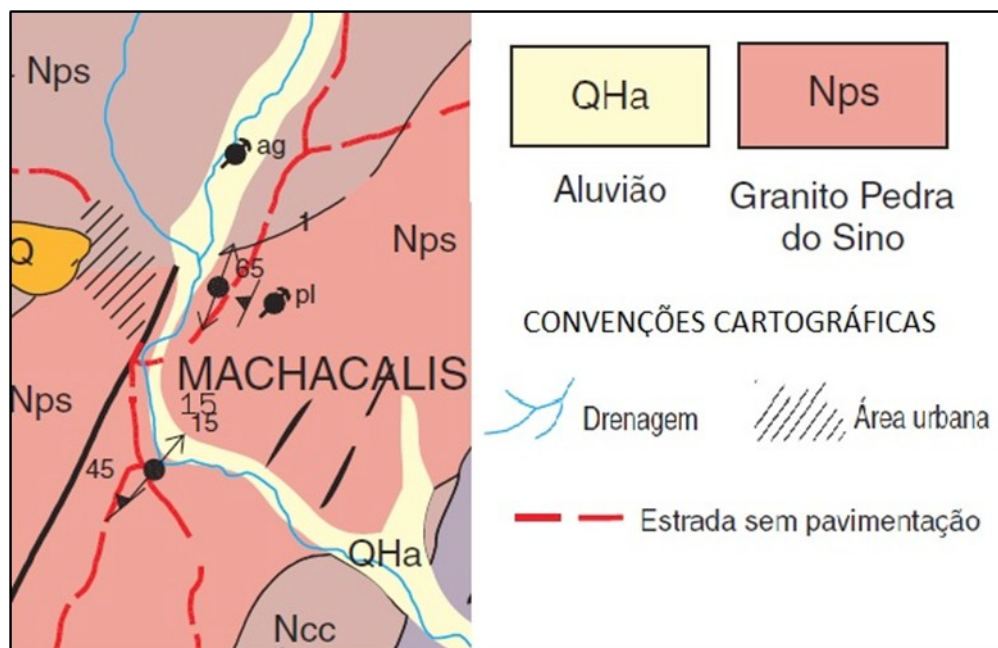 Nps
ag
1
Nps
Q
65
pl
MACHACALIS
Nps
15
15
45
QHa
Ncc
QHa
Nps
Aluvião
Granito Pedra
do Sino
CONVENÇÕES CARTOGRÁFICAS
Drenagem
Área urbana
Estrada sem pavimentação